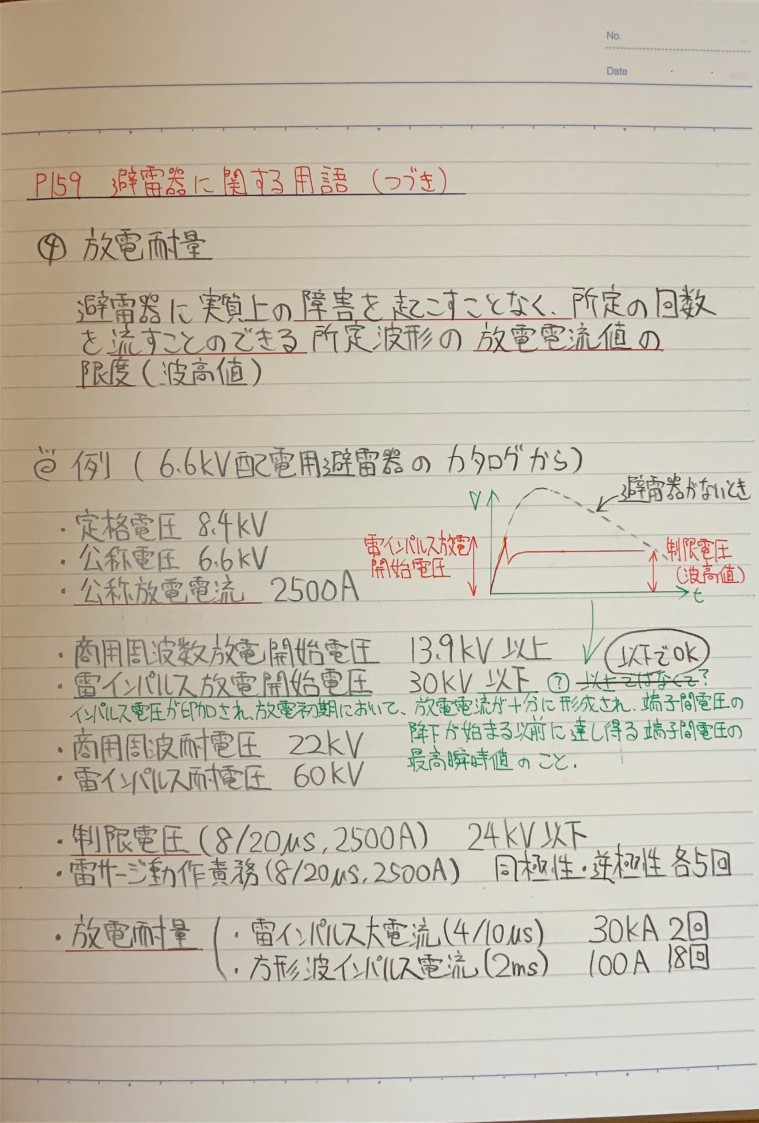 No.
Date
P159 避雷器に関する用語 (つづき)
④ 放電耐量
避雷器に実質上の障害を起こすことなく、所定の回数
を流すことのできる所定波形の放電電流値の
限度(波高値)
例 (6.6kV配電用避雷器のカタログから)
V
避雷器がないとき
・定格電圧 8.4kV
・公称電圧 6.6kV
・公称放電電流 2500A
雷インパルス放電
開始電圧
制限電圧
(波高値)
t
・商用周波数放電開始電圧 13.9kV 以上
以下でOK
・雷インパルス放電開始電圧 30kV 以下 ? 以上ではなくて?
インパルス電圧が印加され、放電初期において、放電電流が十分に形成され、端子間電圧の
降下が始まる以前に達し得る端子間電圧の
最高瞬時値のこと.
・商用周波耐電圧 22kV
・雷インパルス耐電圧 60kV
・制限電圧 (8/20μs, 2500A) 24kV以下
・雷サージ動作責務(8/20μs, 2500A) 同極性・逆極性 各5回
・放電耐量 ( ・雷インパルス大電流(4/10μs) 30kA 2回
・方形波インパルス電流(2ms) 100A 18回